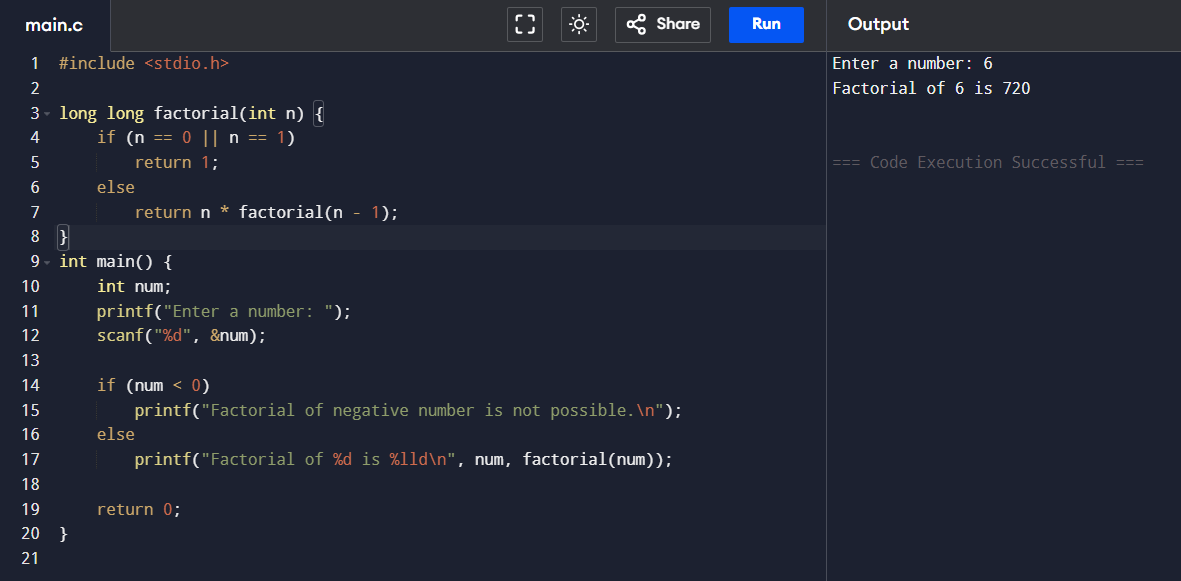 main.c
Share
Run
Output
1 #include <stdio.h>
2
3 long long factorial(int n) {
4     if (n == 0 || n == 1)
5         return 1;
6     else
7         return n * factorial(n - 1);
8 }
9 int main() {
10     int num;
11     printf("Enter a number: ");
12     scanf("%d", &num);
13
14     if (num < 0)
15         printf("Factorial of negative number is not possible.\n");
16     else
17         printf("Factorial of %d is %lld\n", num, factorial(num));
18
19     return 0;
20 }
21
Enter a number: 6
Factorial of 6 is 720
=== Code Execution Successful ===